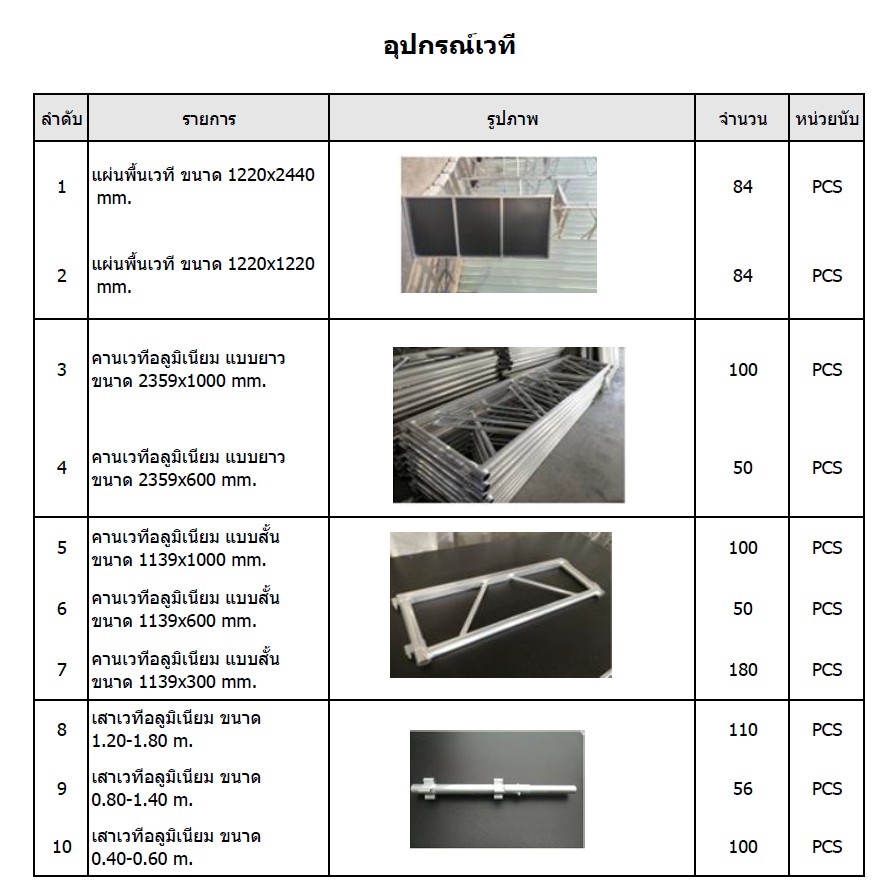 อุปกรณ์เวที
ลำดับ รายการ รูปภาพ จำนวน หน่วยนับ
1 แผ่นพื้นเวที ขนาด 1220x2440 84 PCS
mm.
2 แผ่นพื้นเวที ขนาด 1220x1220 84 PCS
mm.
3 คานเวทีอลูมิเนียม แบบยาว 100 PCS
ขนาด 2359x1000 mm.
4 คานเวทีอลูมิเนียม แบบยาว 50 PCS
ขนาด 2359x600 mm.
5 คานเวทีอลูมิเนียม แบบสั้น 100 PCS
ขนาด 1139x1000 mm.
6 คานเวทีอลูมิเนียม แบบสั้น 50 PCS
ขนาด 1139x600 mm.
7 คานเวทีอลูมิเนียม แบบสั้น 180 PCS
ขนาด 1139x300 mm.
8 เสาเวทีอลูมิเนียม ขนาด 110 PCS
1.20-1.80 m.
9 เสาเวทีอลูมิเนียม ขนาด 56 PCS
0.80-1.40 m.
10 เสาเวทีอลูมิเนียม ขนาด 100 PCS
0.40-0.60 m.